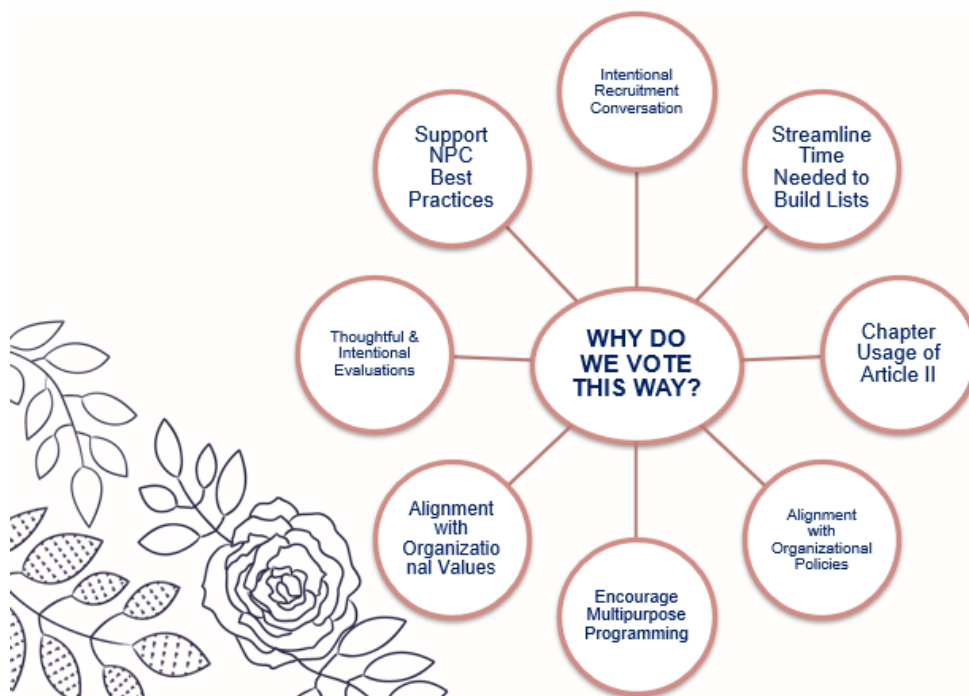 Intentional
Recruitment
Conversation
Support
NPC
Best
Practices
Streamline
Time
Needed to
Build Lists
Thoughtful &
Intentional
Evaluations
WHY DO
WE VOTE
THIS WAY?
Chapter
Usage of
Article II
Alignment
with
Organizatio
nal Values
Alignment
with
Organizational
Policies
Encourage
Multipurpose
Programming